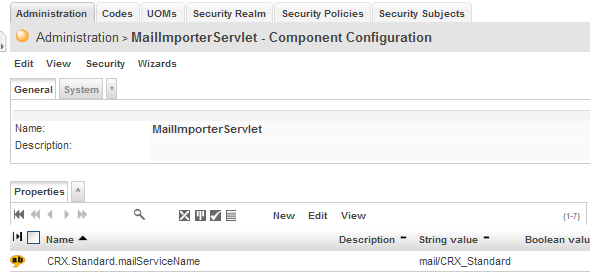 Administration Codes UOMs Security Realm Security Policies Security Subjects
Administration > MailImporterServlet - Component Configuration
Edit View Security Wizards
General System *
Name: MailImporterServlet
Description:
Properties ^
New Edit View (1-7)
Name Description String value Boolean valu
ab CRX.Standard.mailServiceName mail/CRX_Standard